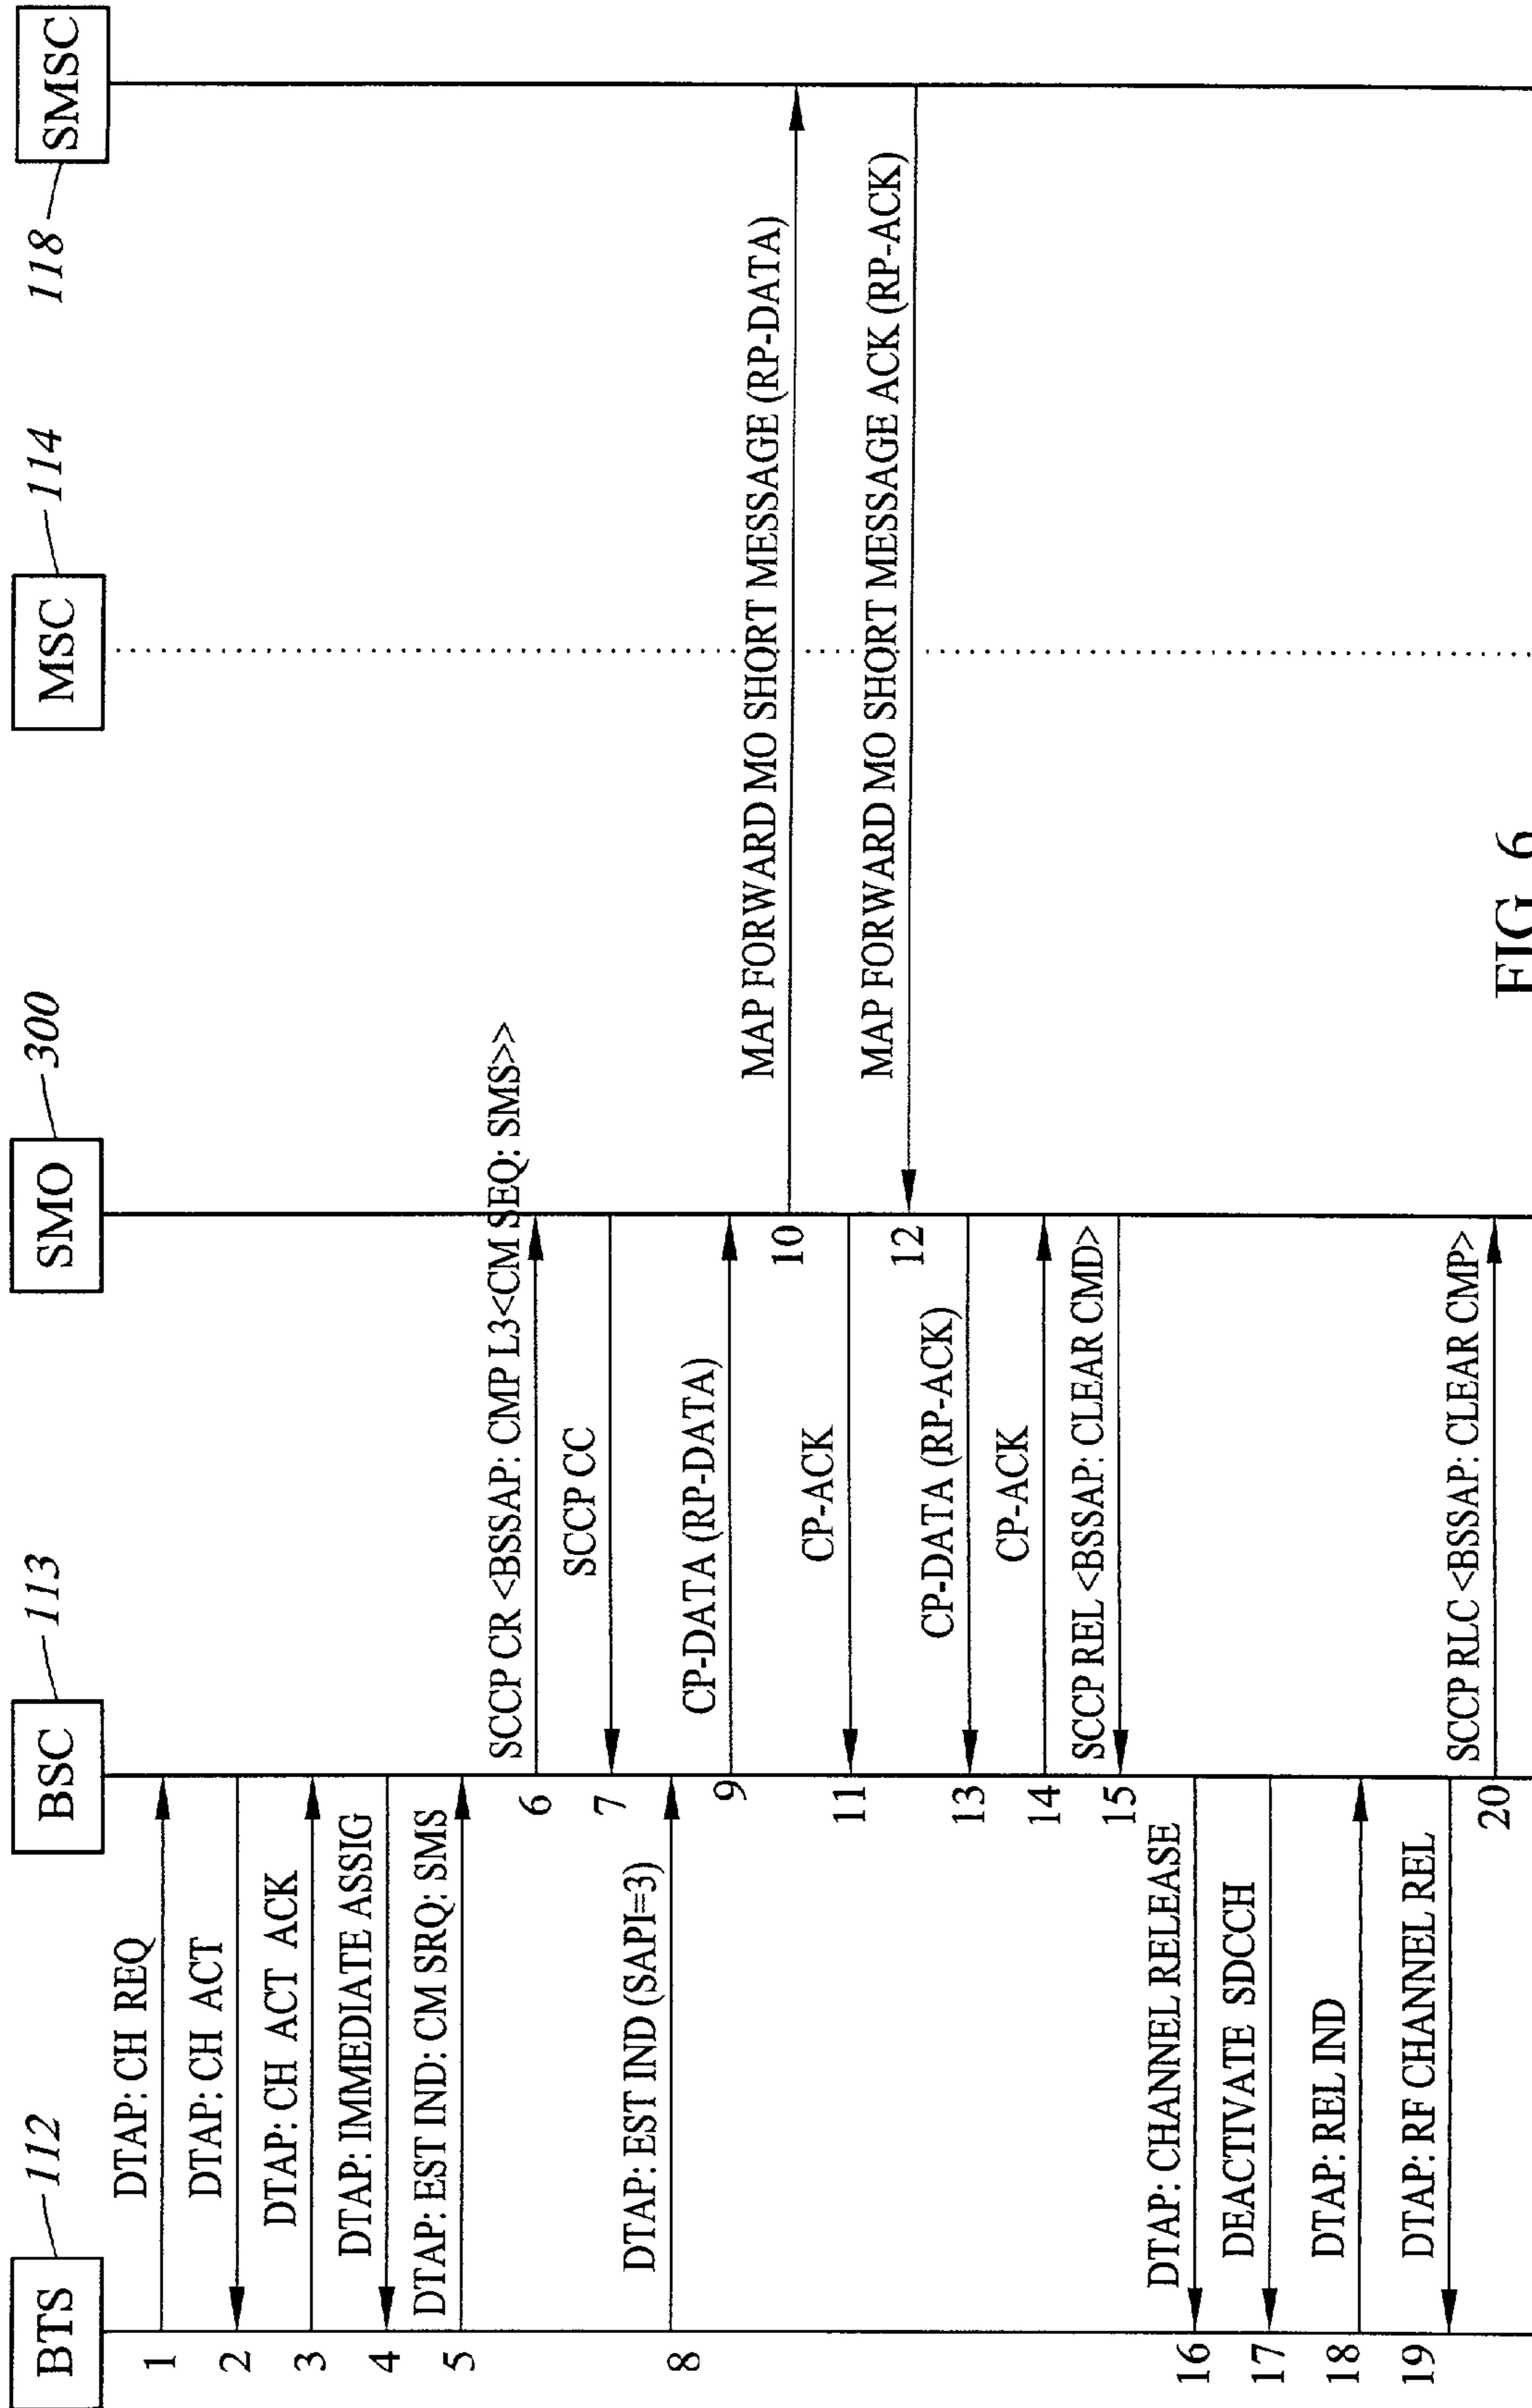 BTS
112
BSC
113
SMO
300
MSC
114
SMSC
118
1
DTAP: CH REQ
2
DTAP: CH ACT
3
DTAP: CH ACT ACK
4
DTAP: IMMEDIATE ASSIG
5
DTAP: EST IND: CM SRQ: SMS
6
SCCP CR <BSSAP: CMP L3<CM SEQ: SMS>>
7
SCCP CC
8
DTAP: EST IND (SAPI=3)
9
CP-DATA (RP-DATA)
10
MAP FORWARD MO SHORT MESSAGE (RP-DATA)
11
CP-ACK
12
MAP FORWARD MO SHORT MESSAGE ACK (RP-ACK)
13
CP-DATA (RP-ACK)
14
CP-ACK
15
SCCP REL <BSSAP: CLEAR CMD>
16
DTAP: CHANNEL RELEASE
17
DEACTIVATE SDCCH
18
DTAP: REL IND
19
DTAP: RF CHANNEL REL
20
SCCP RLC <BSSAP: CLEAR CMP>
FIG. 6